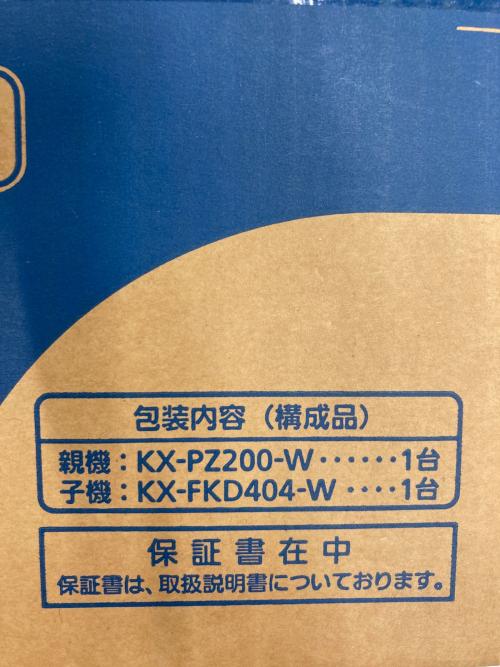 包装内容（構成品）
親機：KX-PZ200-W‥‥‥1台
子機：KX-FKD404-W‥‥1台
保証書在中
保証書は、取扱説明書についております。